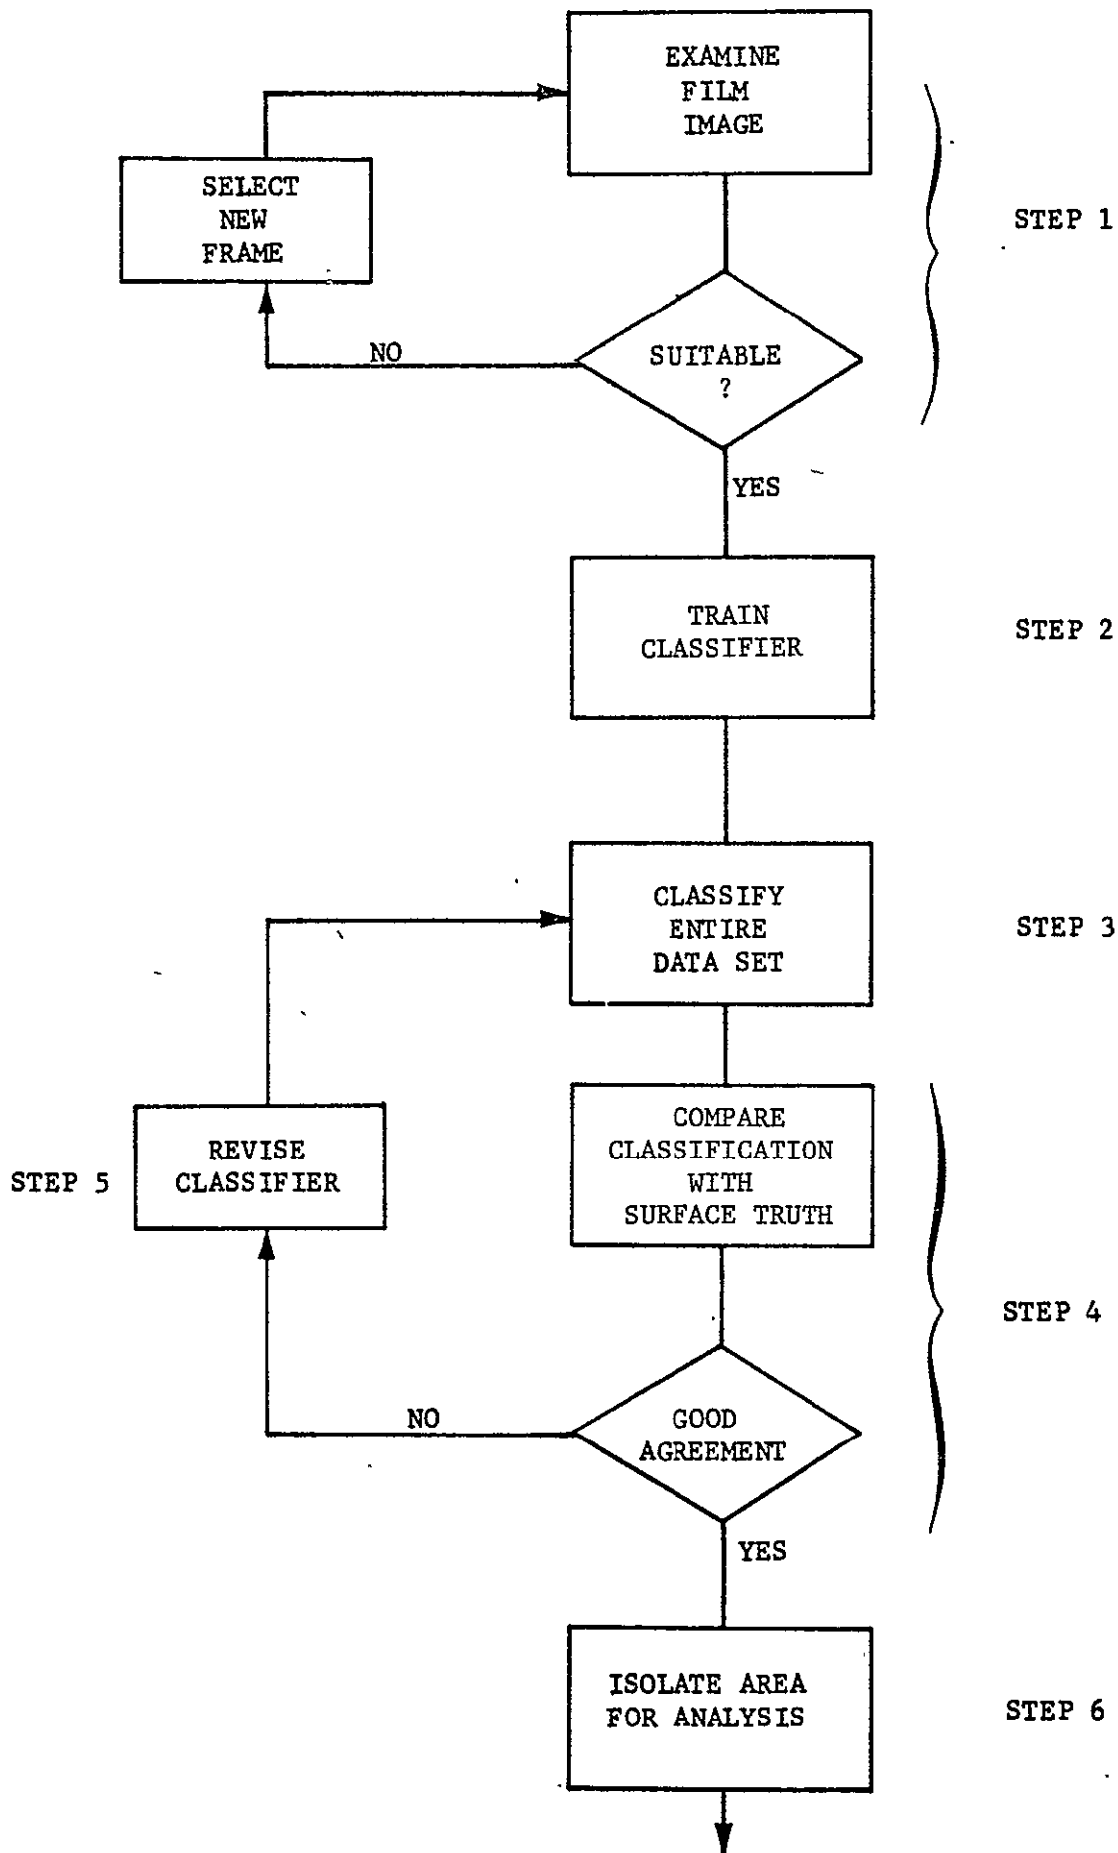 EXAMINE
FILM
IMAGE
SELECT
NEW
FRAME
STEP 1
NO
SUITABLE
?
YES
TRAIN
CLASSIFIER
STEP 2
CLASSIFY
ENTIRE
DATA SET
STEP 3
COMPARE
CLASSIFICATION
WITH
SURFACE TRUTH
REVISE
CLASSIFIER
STEP 5
STEP 4
NO
GOOD
AGREEMENT
YES
ISOLATE AREA
FOR ANALYSIS
STEP 6